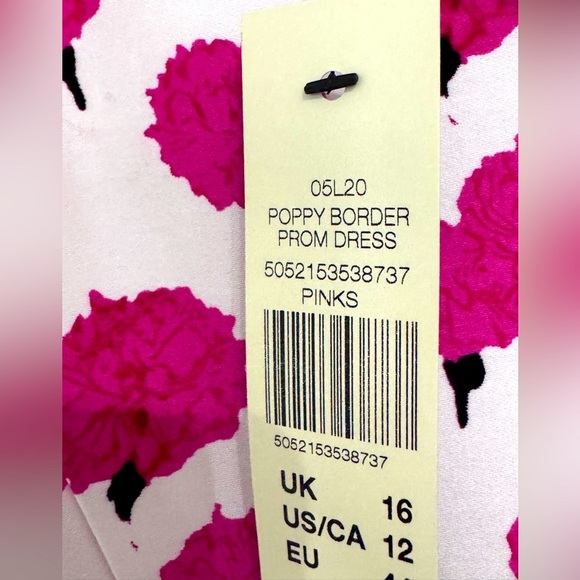 05L20
POPPY BORDER
PROM DRESS
5052153538737
PINKS
5052153538737
UK 16
US/CA 12
EU